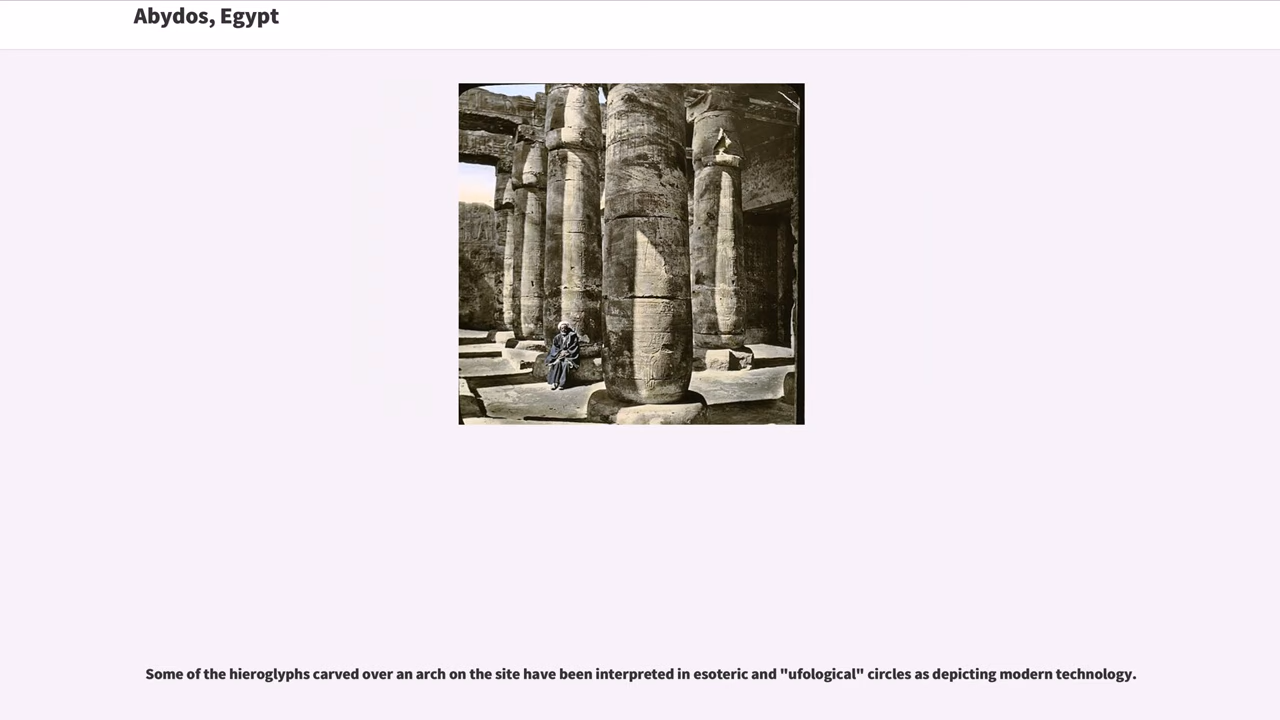 Abydos, Egypt
Some of the hieroglyphs carved over an arch on the site have been interpreted in esoteric and "ufological" circles as depicting modern technology.